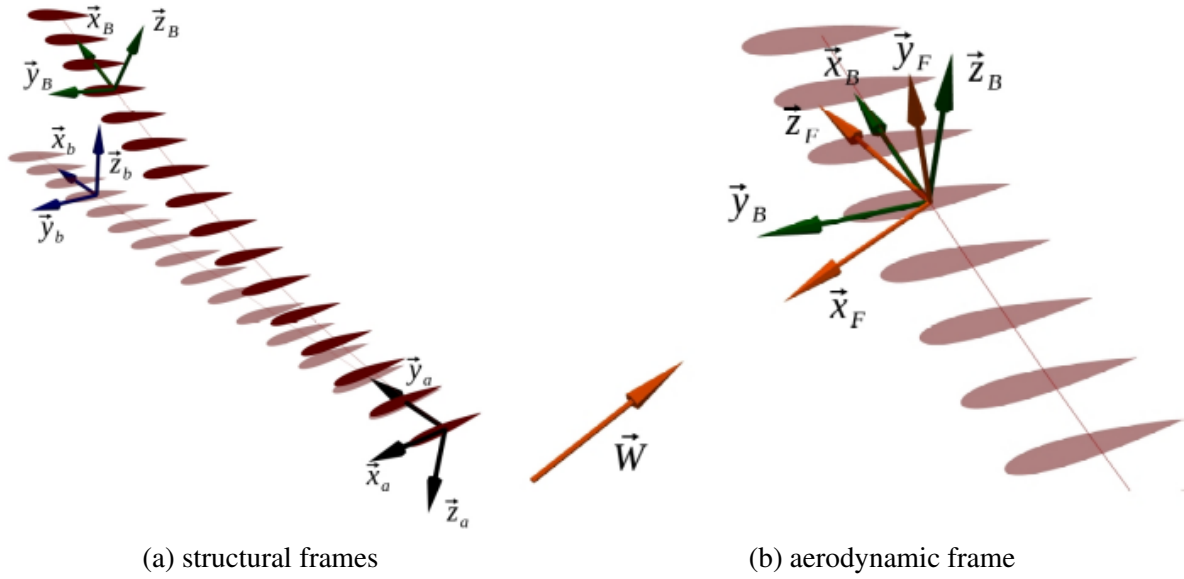 x⃗_B
z⃗_B
y⃗_B
x⃗_b
z⃗_b
y⃗_b
y⃗_a
x⃗_a
z⃗_a
W⃗
x⃗_B
y⃗_F
z⃗_B
z⃗_F
y⃗_B
x⃗_F
(a) structural frames
(b) aerodynamic frame